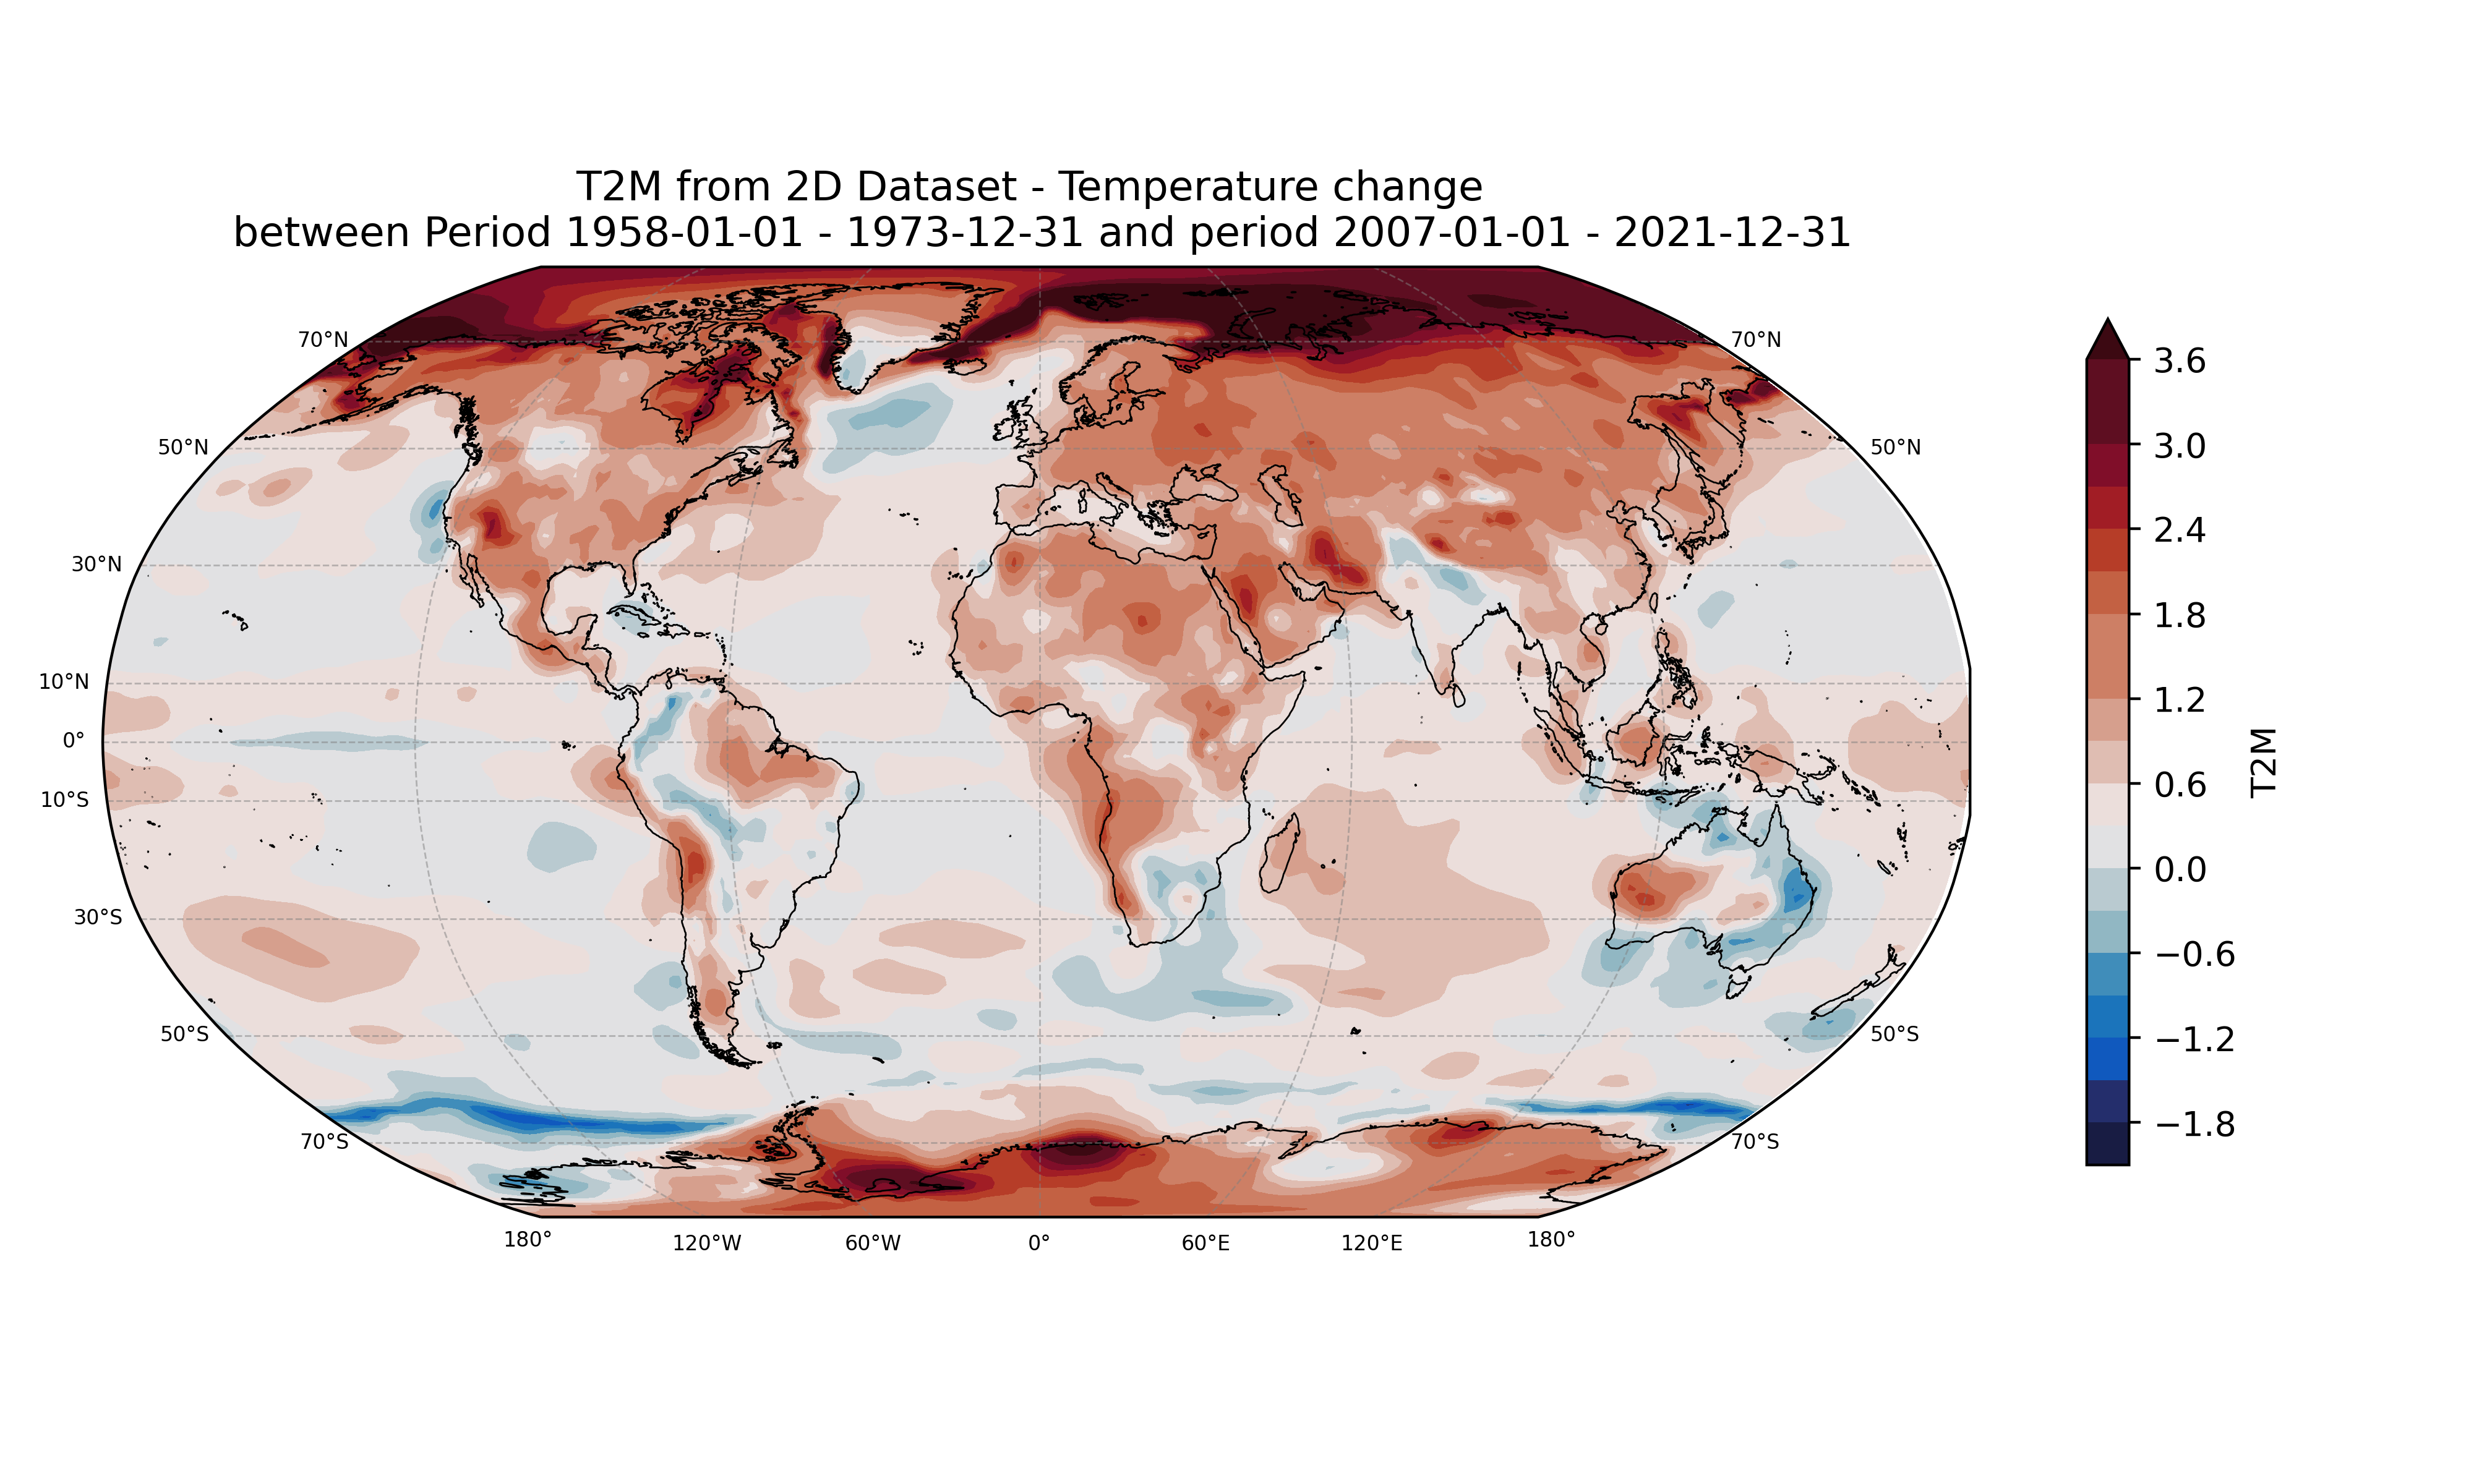 T2M from 2D Dataset - Temperature change
between Period 1958-01-01 - 1973-12-31 and period 2007-01-01 - 2021-12-31
70°N 70°N
50°N 50°N
30°N
10°N
0°
10°S
30°S
50°S 50°S
70°S 70°S
180° 120°W 60°W 0° 60°E 120°E 180°
3.6
3.0
2.4
1.8
1.2
0.6
0.0
−0.6
−1.2
−1.8
T2M